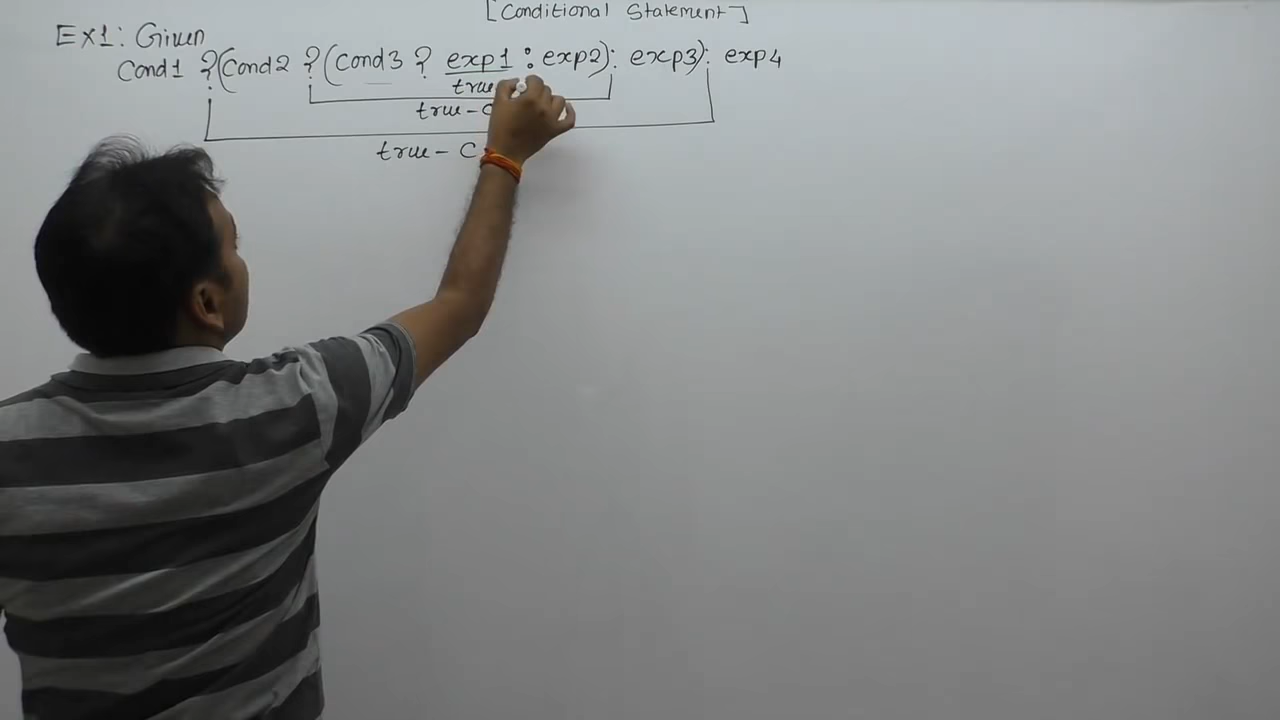 [Conditional Statement]
Ex1: Given
Cond1 ?(Cond2 ?(Cond3 ? exp1 : exp2): exp3): exp4
true
true - C
true - C